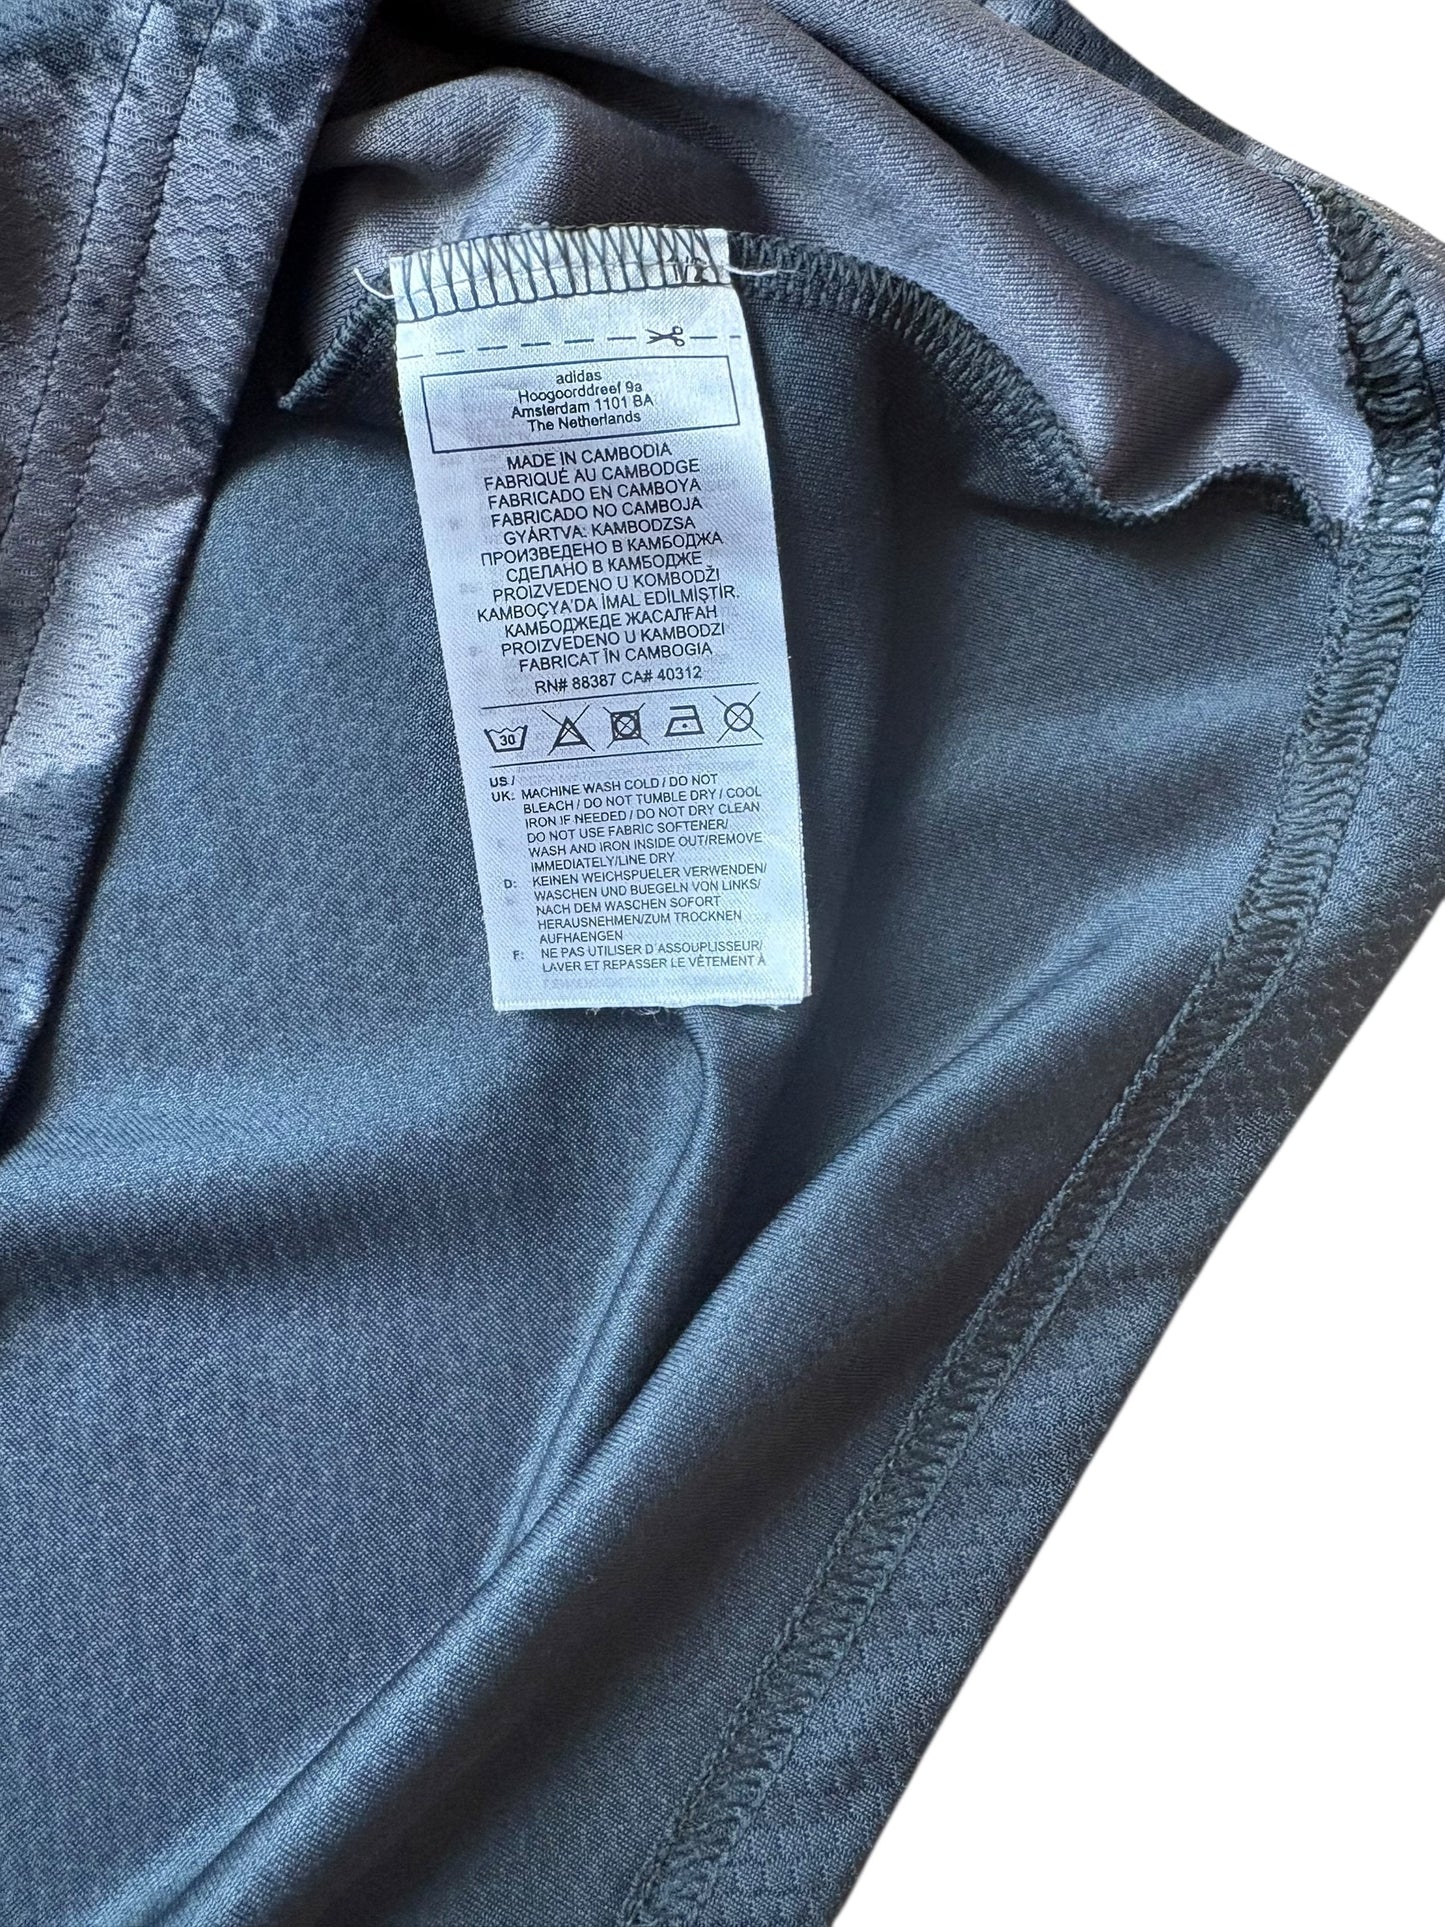 adidas
Hoogoorddreef 9a
Amsterdam 1101 BA
The Netherlands
MADE IN CAMBODIA
FABRIQUÉ AU CAMBODGE
FABRICADO EN CAMBOYA
FABRICADO NO CAMBOJA
GYÁRTVA: KAMBODZSA
ПРОИЗВЕДЕНО В КАМБОДЖА
СДЕЛАНО В КАМБОДЖЕ
PROIZVEDENO U KOMBODŽI
KAMBOÇYA'DA İMAL EDİLMİŞTİR.
КАМБОДЖЕДЕ ЖАСАЛҒАН
PROIZVEDENO U KAMBODZI
FABRICAT ÎN CAMBOGIA
RN# 88387 CA# 40312
30
US /
UK: MACHINE WASH COLD / DO NOT
BLEACH / DO NOT TUMBLE DRY / COOL
IRON IF NEEDED / DO NOT DRY CLEAN
DO NOT USE FABRIC SOFTENER/
WASH AND IRON INSIDE OUT/REMOVE
IMMEDIATELY/LINE DRY
D: KEINEN WEICHSPUELER VERWENDEN/
WASCHEN UND BUEGELN VON LINKS/
NACH DEM WASCHEN SOFORT
HERAUSNEHMEN/ZUM TROCKNEN
AUFHAENGEN
F: NE PAS UTILISER D'ASSOUPLISSEUR/
LAVER ET REPASSER LE VÊTEMENT À